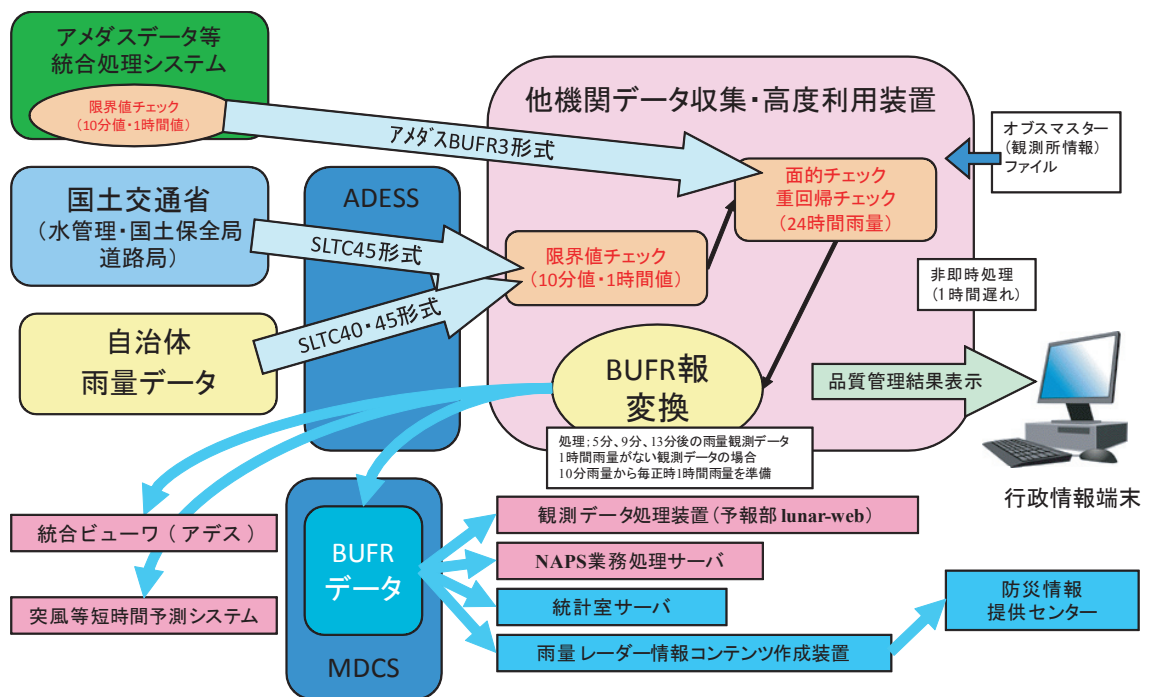 アメダスデータ等
統合処理システム
限界値チェック
(10分値・1時間値)
アメダスBUFR3形式
他機関データ収集・高度利用装置
オブスマスター
(観測所情報)
ファイル
国土交通省
(水管理・国土保全局
道路局)
ADESS
SLTC45形式
面的チェック
重回帰チェック
(24時間雨量)
限界値チェック
(10分値・1時間値)
非即時処理
(1時間遅れ)
自治体
雨量データ
SLTC40・45形式
BUFR報
変換
品質管理結果表示
処理;5分、9分、13分後の雨量観測データ
1時間雨量がない観測データの場合
10分雨量から毎正時1時間雨量を準備
行政情報端末
統合ビューワ(アデス)
突風等短時間予測システム
BUFR
データ
MDCS
観測データ処理装置(予報部 lunar-web)
NAPS業務処理サーバ
統計室サーバ
雨量レーダー情報コンテンツ作成装置
防災情報
提供センター